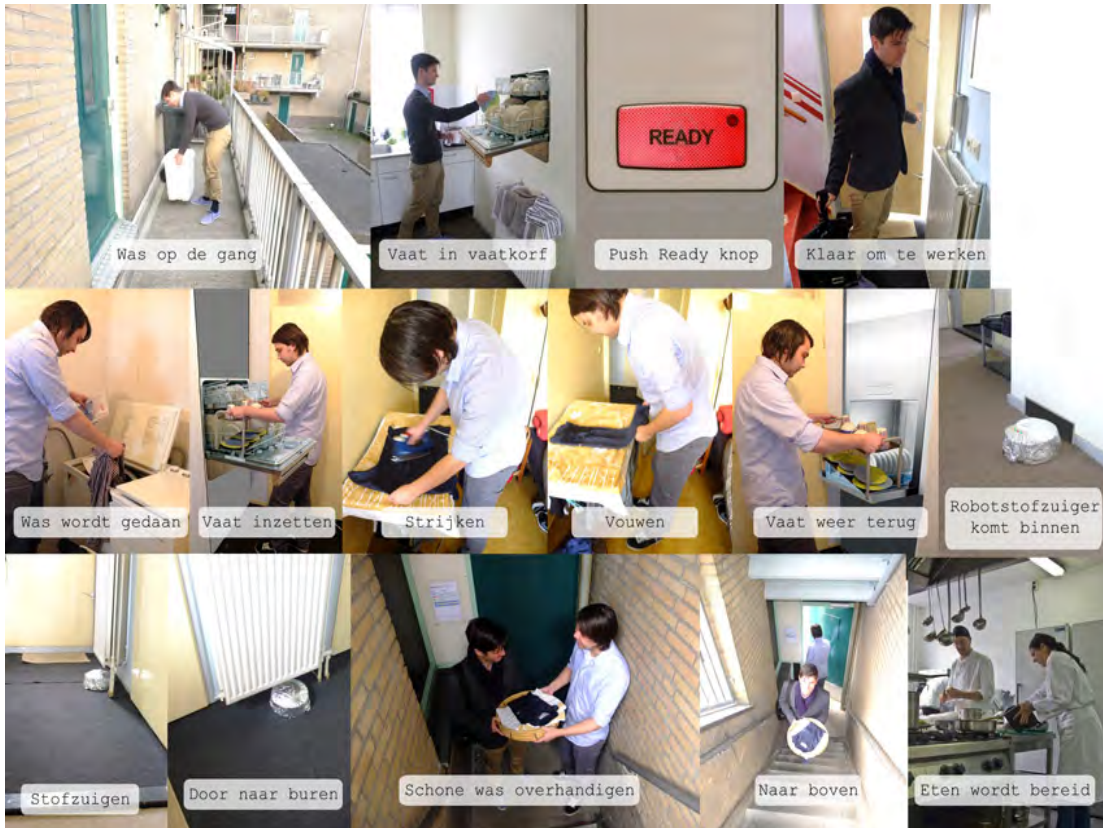 READY
Was op de gang
Vaat in vaatkorf
Push Ready knop
Klaar om te werken
Was wordt gedaan
Vaat inzetten
Strijken
Vouwen
Vaat weer terug
Robotstofzuiger
komt binnen
Stofzuigen
Door naar buren
Schone was overhandigen
Naar boven
Eten wordt bereid